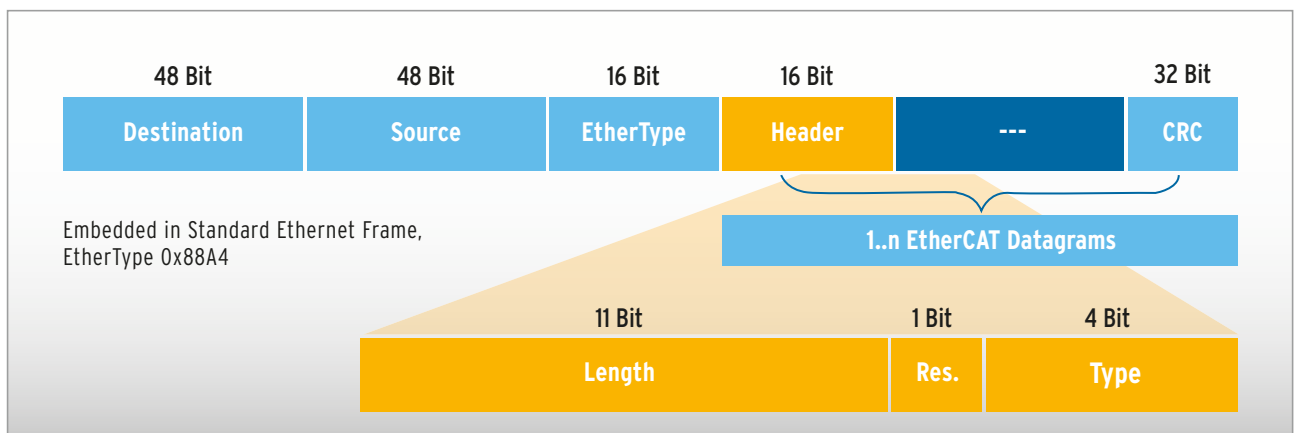 48 Bit 48 Bit 16 Bit 16 Bit 32 Bit
Destination Source EtherType Header --- CRC
Embedded in Standard Ethernet Frame,
EtherType 0x88A4
1..n EtherCAT Datagrams
11 Bit 1 Bit 4 Bit
Length Res. Type